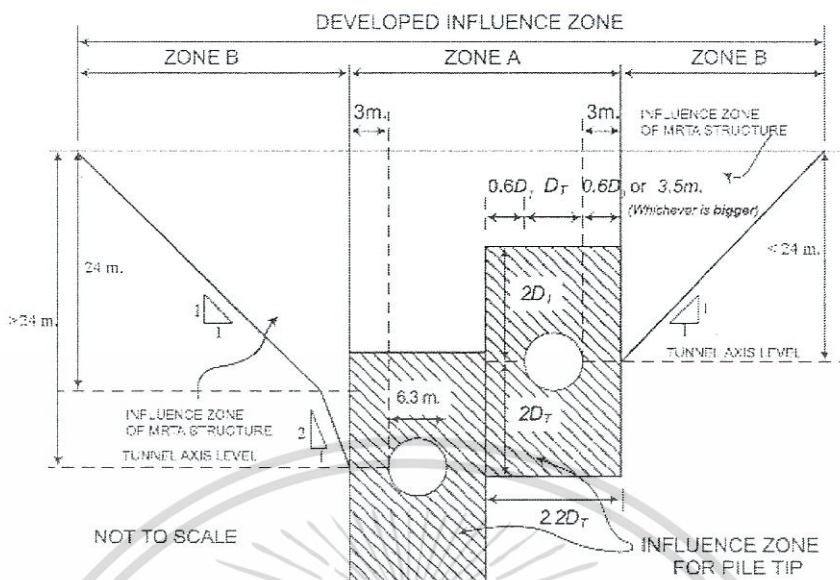 DEVELOPED INFLUENCE ZONE
ZONE B
ZONE A
ZONE B
3m.
3m.
INFLUENCE ZONE
OF MRTA STRUCTURE
0.6D, D_T 0.6D, or 3.5m.
(Whichever is bigger)
24 m.
>24 m.
<24 m.
1
1
1
1
2D,
TUNNEL AXIS LEVEL
6.3 m.
2D_T
INFLUENCE ZONE
OF MRTA STRUCTURE
2
1
TUNNEL AXIS LEVEL
2.2D_T
NOT TO SCALE
INFLUENCE ZONE
FOR PILE TIP